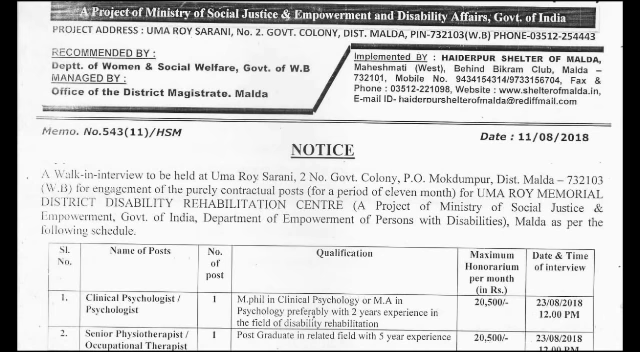 A Project of Ministry of Social Justice & Empowerment and Disability Affairs, Govt. of India
PROJECT ADDRESS : UMA ROY SARANI, No. 2. GOVT. COLONY, DIST. MALDA, PIN-732103(W.B) PHONE-03512-254443
RECOMMENDED BY :
Deptt. of Women & Social Welfare, Govt. of W.B
MANAGED BY :
Office of the District Magistrate. Malda
Implemented BY : HAIDERPUR SHELTER OF MALDA,
Maheshmati (West), Behind Bikram Club, Malda –
732101, Mobile No. 9434154314/9733156704, Fax &
Phone : 03512-221098, Website : www.shelterofmalda.in,
E-mail ID- haiderpurshelterofmalda@rediffmail.com
Memo. No.543(11)/HSM
Date : 11/08/2018
NOTICE
A Walk-in-interview to be held at Uma Roy Sarani, 2 No. Govt. Colony, P.O. Mokdumpur, Dist. Malda – 732103
(W.B) for engagement of the purely contractual posts (for a period of eleven month) for UMA ROY MEMORIAL
DISTRICT DISABILITY REHABILITATION CENTRE (A Project of Ministry of Social Justice &
Empowerment, Govt. of India, Department of Empowerment of Persons with Disabilities), Malda as per the
following schedule.
Sl. No. Name of Posts No. of post Qualification Maximum Honorarium per month (in Rs.) Date & Time of interview
1. Clinical Psychologist / Psychologist 1 M.phil in Clinical Psychology or M.A in Psychology preferably with 2 years experience in the field of disability rehabilitation 20,500/- 23/08/2018 12.00 PM
2. Senior Physiotherapist / Occupational Therapist 1 Post Graduate in related field with 5 year experience 20,500/- 23/08/2018 12.00 PM